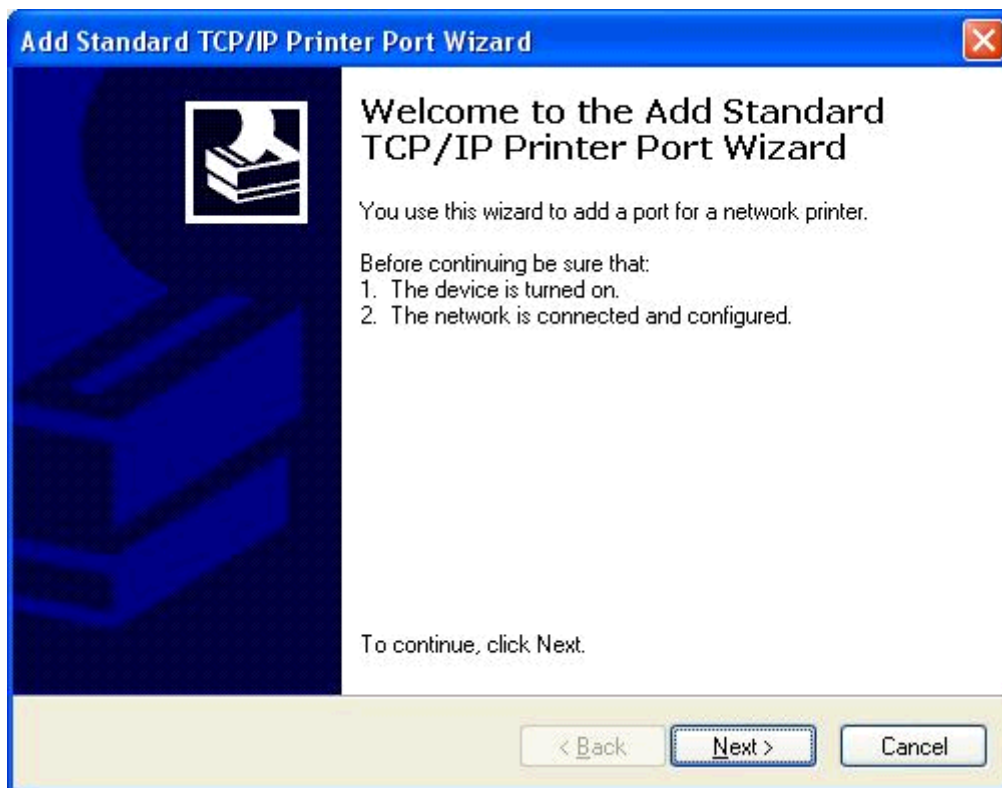 Add Standard TCP/IP Printer Port Wizard
Welcome to the Add Standard
TCP/IP Printer Port Wizard
You use this wizard to add a port for a network printer.
Before continuing be sure that:
1. The device is turned on.
2. The network is connected and configured.
To continue, click Next.
< Back
Next >
Cancel